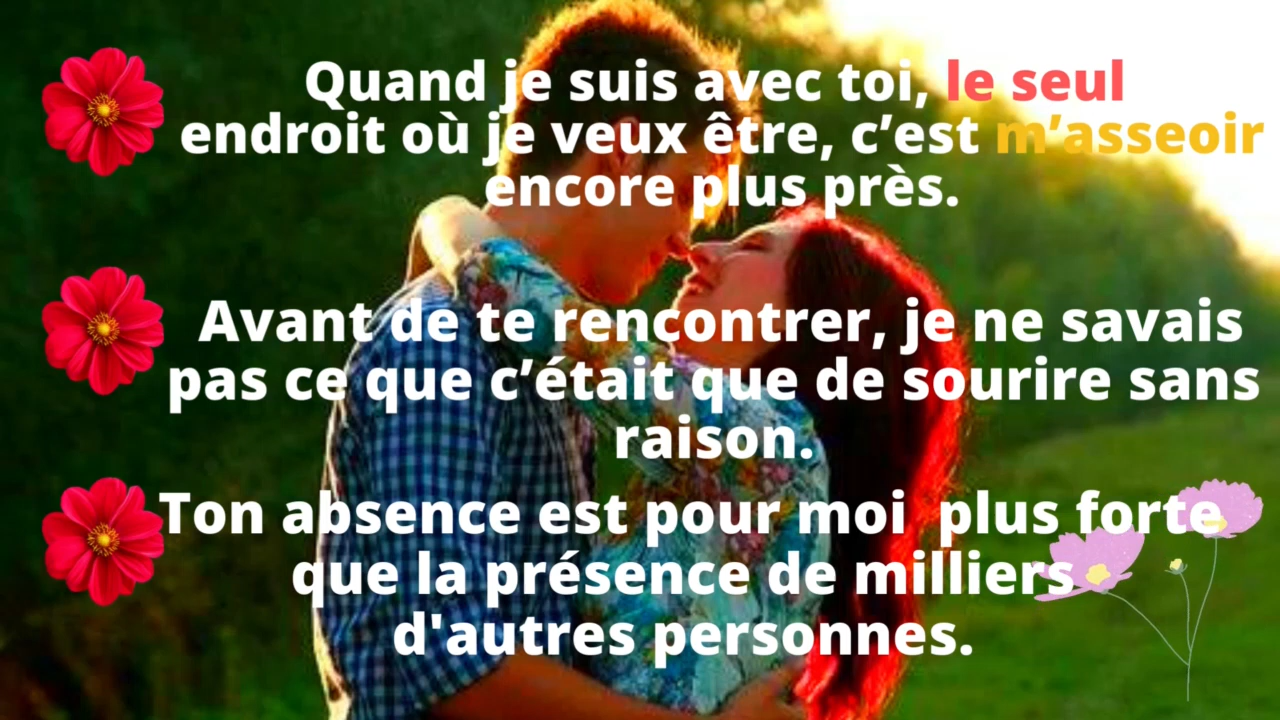 Quand je suis avec toi, le seul
endroit où je veux être, c’est m’asseoir
encore plus près.
Avant de te rencontrer, je ne savais
pas ce que c’était que de sourire sans
raison.
Ton absence est pour moi  plus forte
que la présence de milliers
d'autres personnes.